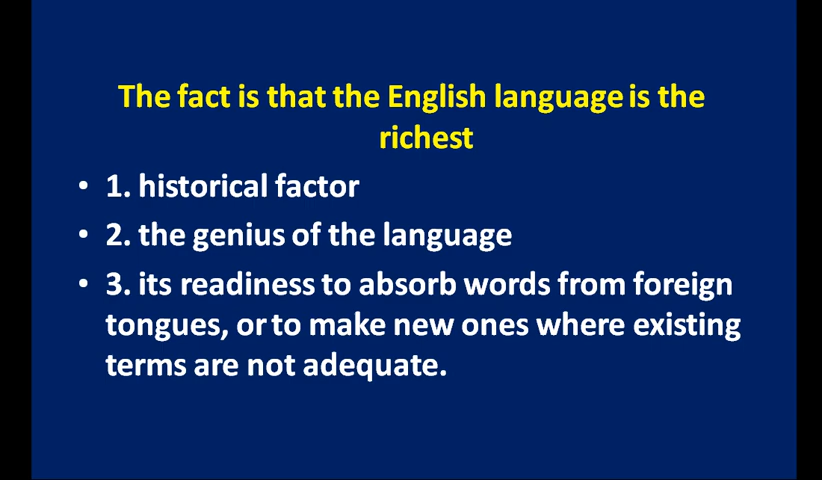 The fact is that the English language is the
richest
• 1. historical factor
• 2. the genius of the language
• 3. its readiness to absorb words from foreign
tongues, or to make new ones where existing
terms are not adequate.